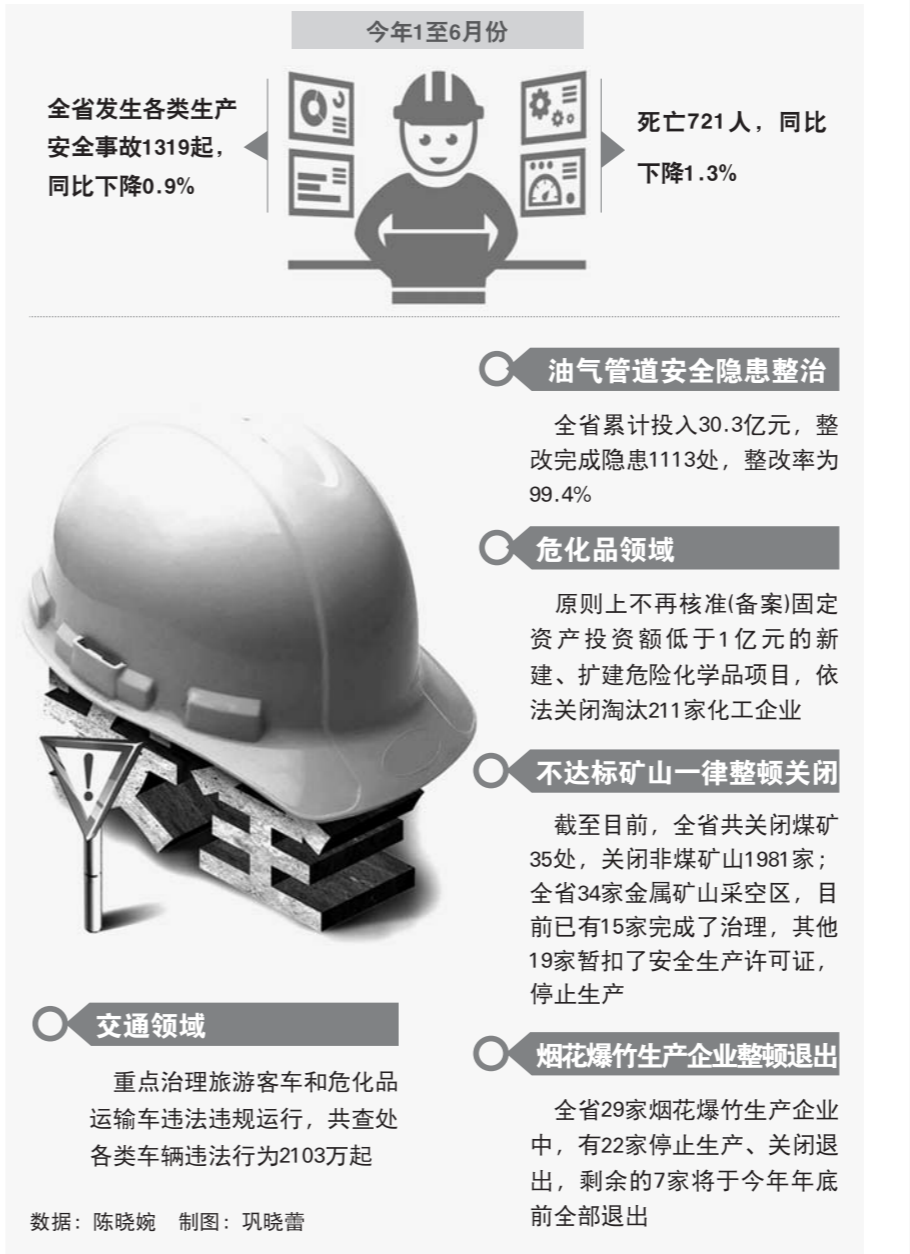 今年1至6月份
全省发生各类生产
安全事故1319起，
同比下降0.9%
死亡721人，同比
下降1.3%
油气管道安全隐患整治
全省累计投入30.3亿元，整
改完成隐患1113处，整改率为
99.4%
危化品领域
原则上不再核准(备案)固定
资产投资额低于1亿元的新
建、扩建危险化学品项目，依
法关闭淘汰211家化工企业
不达标矿山一律整顿关闭
截至目前，全省共关闭煤矿
35处，关闭非煤矿山1981家；
全省34家金属矿山采空区，目
前已有15家完成了治理，其他
19家暂扣了安全生产许可证，
停止生产
交通领域
重点治理旅游客车和危化品
运输车违法违规运行，共查处
各类车辆违法行为2103万起
烟花爆竹生产企业整顿退出
全省29家烟花爆竹生产企业
中，有22家停止生产、关闭退
出，剩余的7家将于今年年底
前全部退出
数据：陈晓婉　制图：巩晓蕾